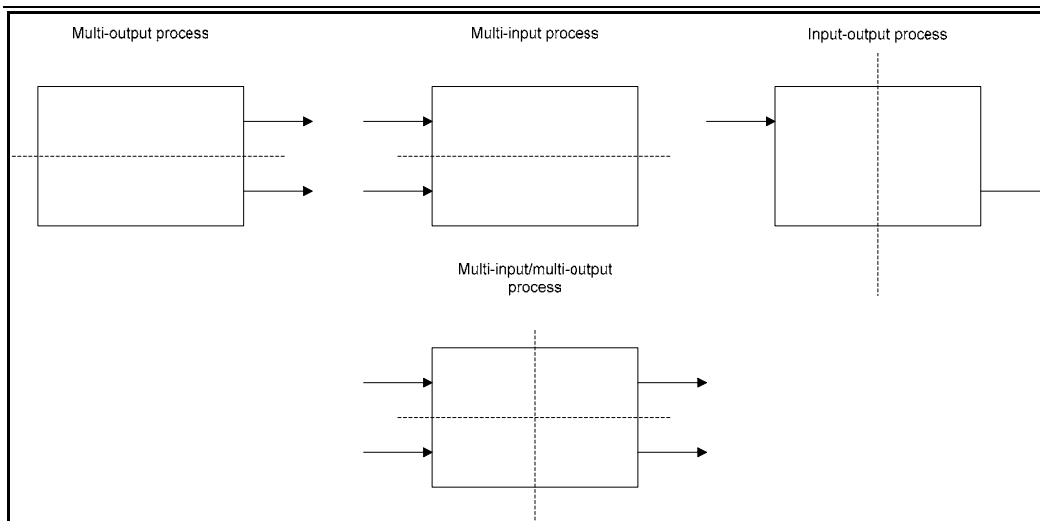 Multi-output process
Multi-input process
Input-output process
Multi-input/multi-output
process